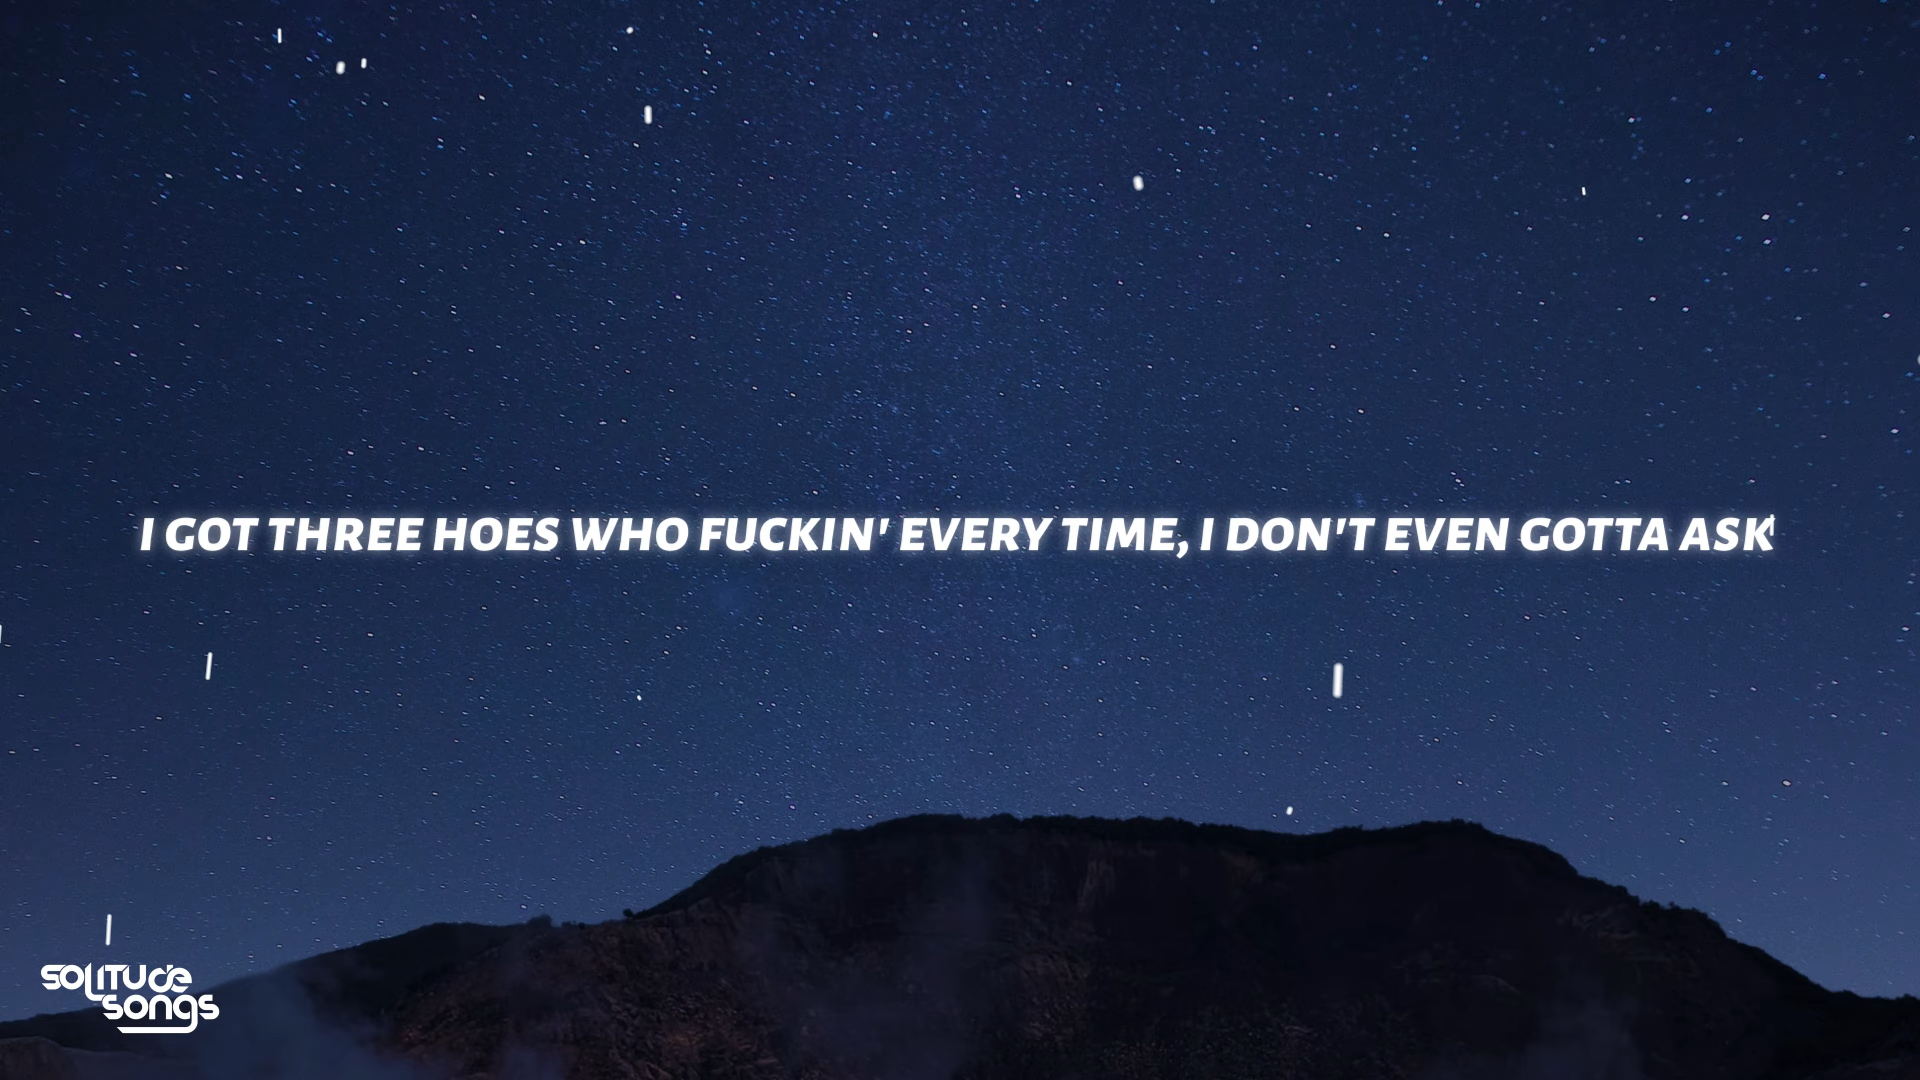 I GOT THREE HOES WHO FUCKIN' EVERY TIME, I DON'T EVEN GOTTA ASK
SOLITUDE
SONGS